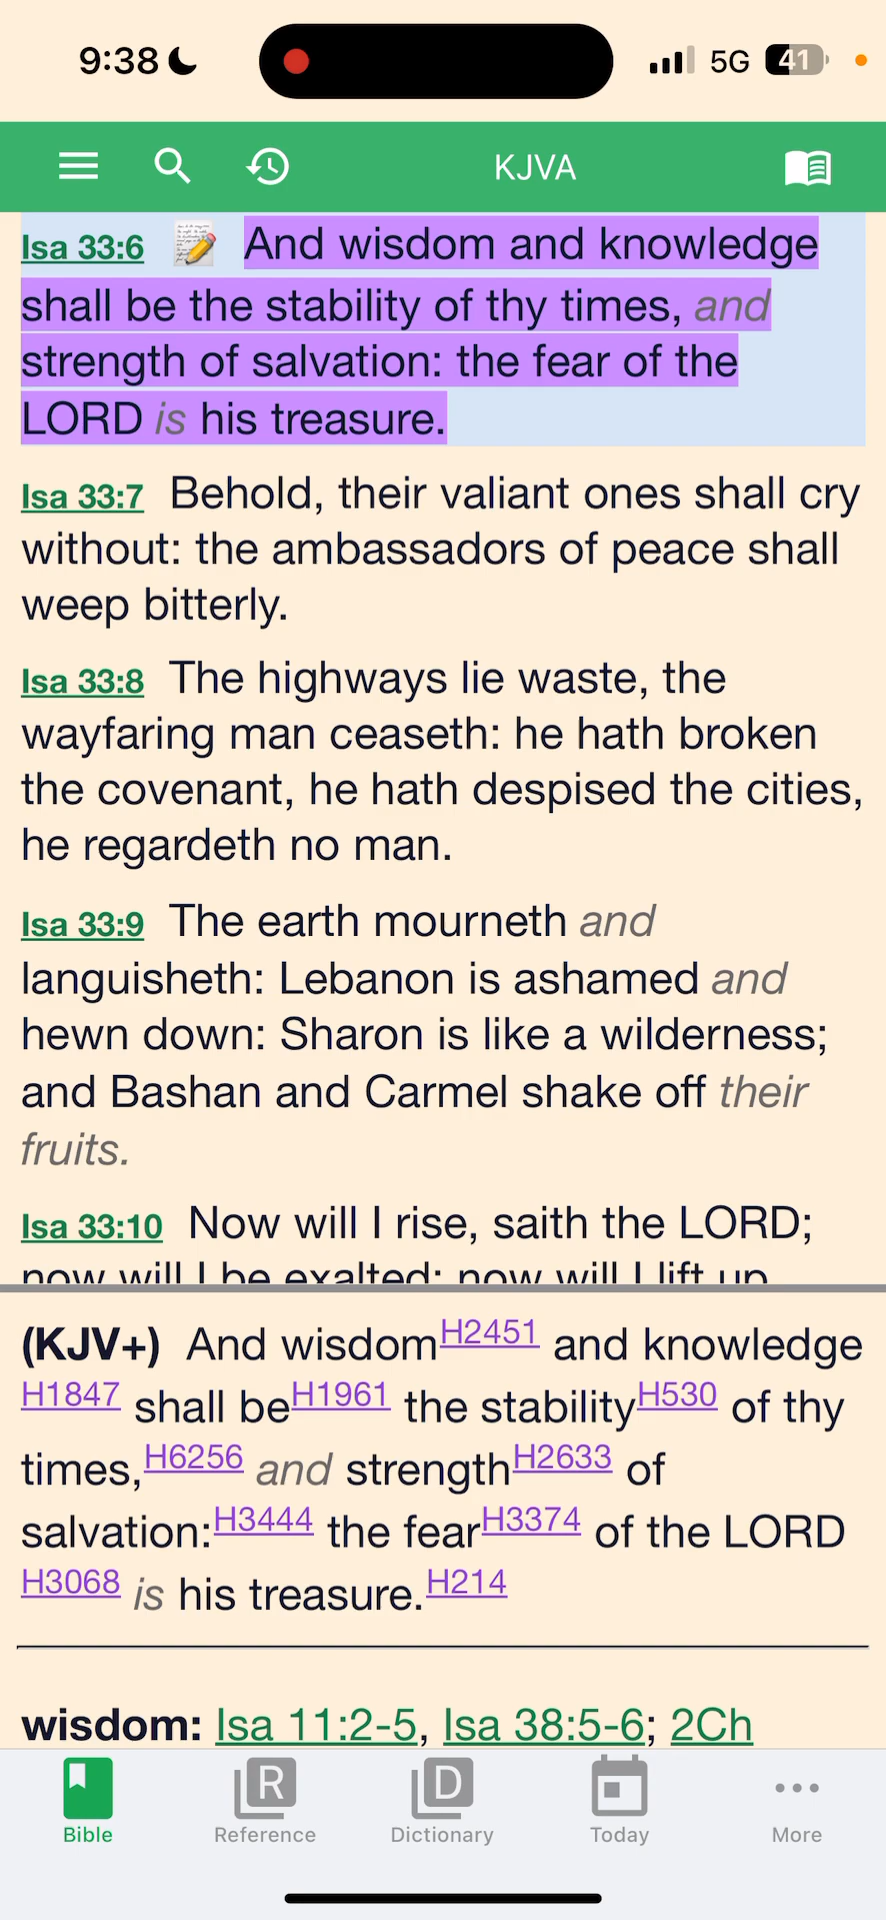 9:38 5G 41
KJVA
Isa 33:6 And wisdom and knowledge
shall be the stability of thy times, and
strength of salvation: the fear of the
LORD is his treasure.
Isa 33:7 Behold, their valiant ones shall cry
without: the ambassadors of peace shall
weep bitterly.
Isa 33:8 The highways lie waste, the
wayfaring man ceaseth: he hath broken
the covenant, he hath despised the cities,
he regardeth no man.
Isa 33:9 The earth mourneth and
languisheth: Lebanon is ashamed and
hewn down: Sharon is like a wilderness;
and Bashan and Carmel shake off their
fruits.
Isa 33:10 Now will I rise, saith the LORD;
now will I be exalted; now will I lift up
(KJV+) And wisdomH2451 and knowledge
H1847 shall beH1961 the stabilityH530 of thy
times,H6256 and strengthH2633 of
salvation:H3444 the fearH3374 of the LORD
H3068 is his treasure.H214
wisdom: Isa 11:2-5, Isa 38:5-6; 2Ch
R D
Bible Reference Dictionary Today More